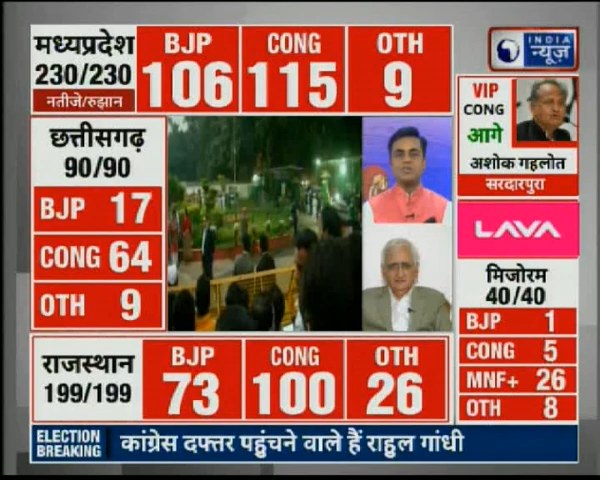 मध्यप्रदेश
230/230
नतीजे/रुझान
BJP
106
CONG
115
OTH
9
INDIA
न्यूज़
VIP
CONG
आगे
अशोक गहलोत
सरदारपुरा
छत्तीसगढ़
90/90
BJP 17
CONG 64
OTH 9
LAVA
मिजोरम
40/40
BJP 1
CONG 5
MNF+ 26
OTH 8
राजस्थान
199/199
BJP
73
CONG
100
OTH
26
ELECTION
BREAKING
कांग्रेस दफ्तर पहुंचने वाले हैं राहुल गांधी